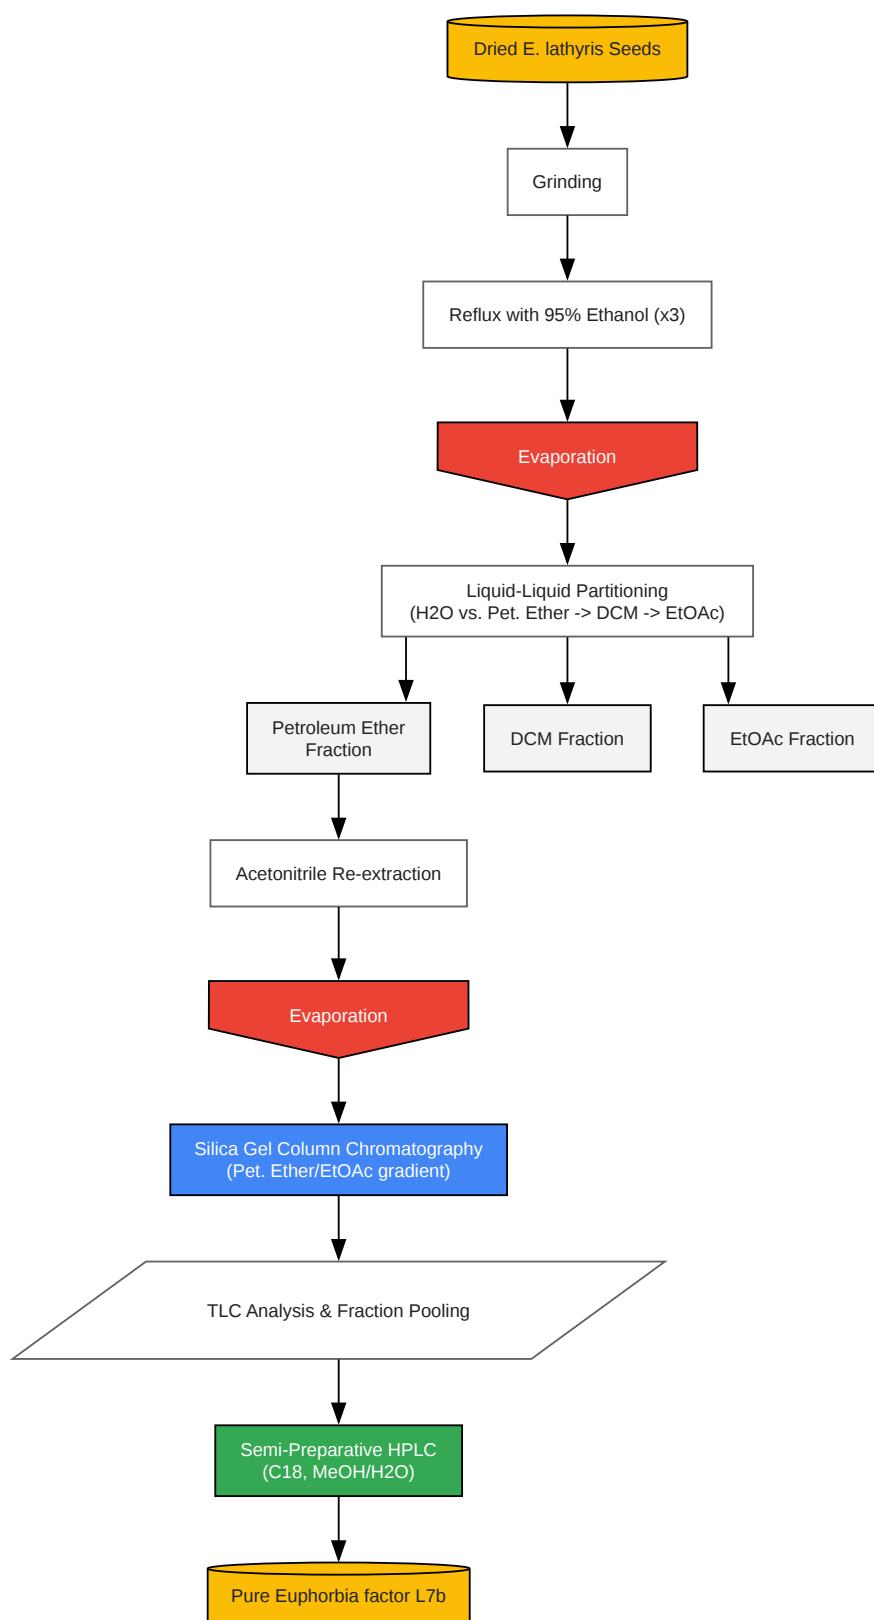 Dried E. lathyris Seeds
Grinding
Reflux with 95% Ethanol (x3)
Evaporation
Liquid-Liquid Partitioning
(H2O vs. Pet. Ether -> DCM -> EtOAc)
Petroleum Ether
Fraction
DCM Fraction
EtOAc Fraction
Acetonitrile Re-extraction
Evaporation
Silica Gel Column Chromatography
(Pet. Ether/EtOAc gradient)
TLC Analysis & Fraction Pooling
Semi-Preparative HPLC
(C18, MeOH/H2O)
Pure Euphorbia factor L7b